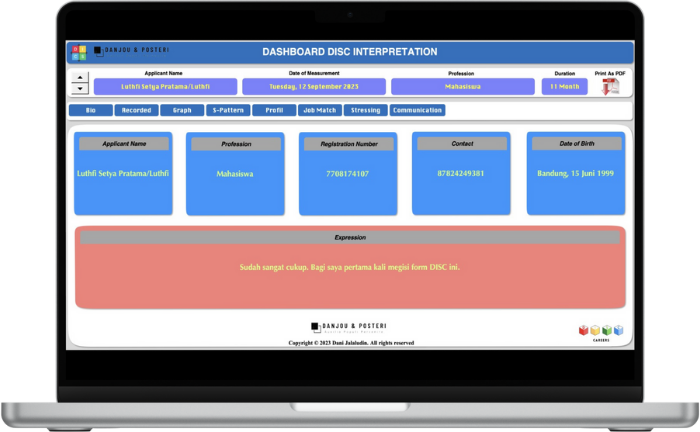 DANJOU & POSTERI
DASHBOARD DISC INTERPRETATION
Applicant Name
Date of Measurement
Profession
Duration
Print As PDF
Luthfi Setya Pratama/Luthfi
Tuesday, 12 September 2023
Mahasiswa
11 Month
Bio
Recorded
Graph
S-Pattern
Profil
Job Match
Stressing
Communication
Applicant Name
Profession
Registration Number
Contact
Date of Birth
Luthfi Setya Pratama/Luthfi
Mahasiswa
7708174107
87824249381
Bandung, 15 Juni 1999
Expression
Sudah sangat cukup. Bagi saya pertama kali megisi form DISC ini.
DANJOU & POSTERI
CAREERS
Copyright © 2023 Dani Jalaludin. All rights reserved